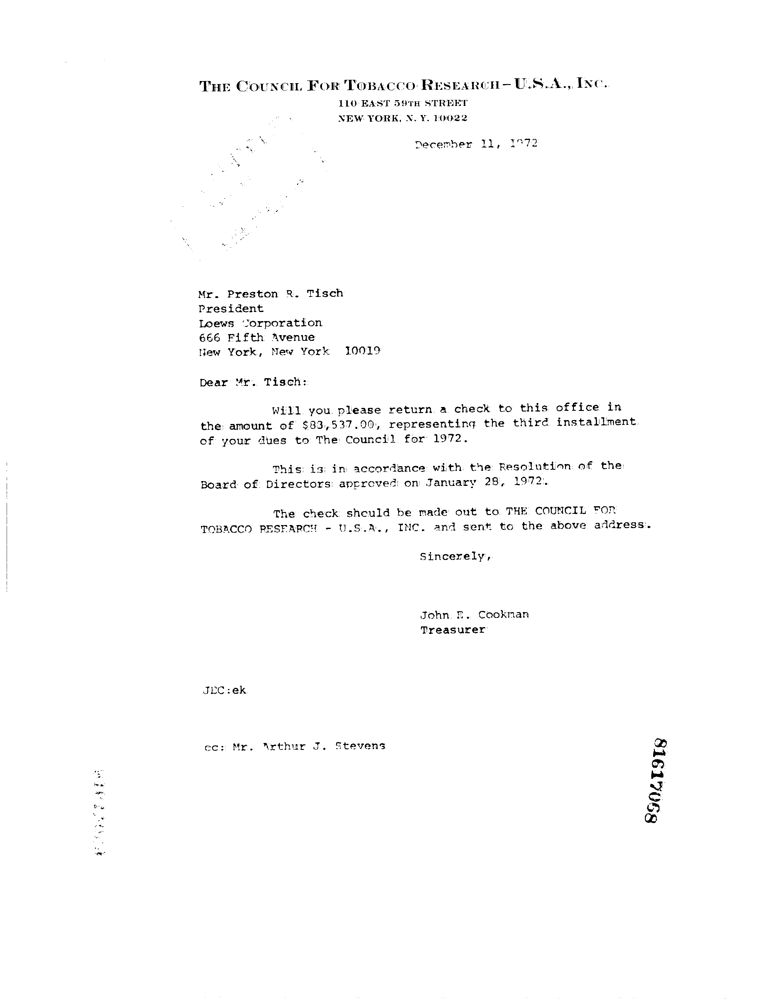 THE COUNCIL FOR TOBACCO RESEARCH-U.S.A., INC.
110 EAST 59TH STREET
NEW YORK, N. Y. 10022
December 11, 1972
Mr. Preston R. Tisch
President
Loews Corporation
666 Fifth Avenue
New York, New York 10019
Dear Mr. Tisch:
Will you please return a check to this office in
the amount of $83,537.00, representing the third installment
of your dues to The Council for 1972.
This is in accordance with the Resolution of the
Board of Directors approved on January 28, 1972.
The check should be made out to THE COUNCIL FOR
TOBACCO RESEARCH - U.S.A., INC. and sent to the above address.
Sincerely,
John E. Cookman
Treasurer
JEC:ek
cc: Mr. Arthur J. Stevens
81617068